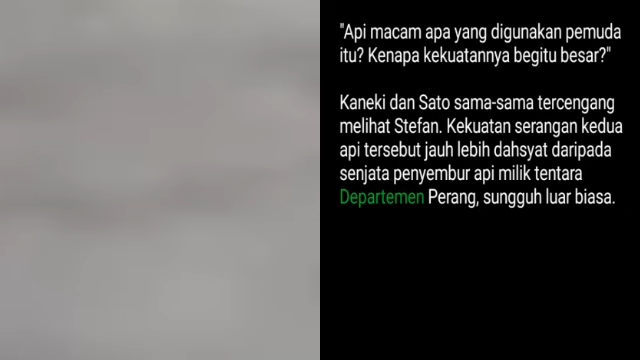 "Api macam apa yang digunakan pemuda
itu? Kenapa kekuatannya begitu besar?"
Kaneki dan Sato sama-sama tercengang
melihat Stefan. Kekuatan serangan kedua
api tersebut jauh lebih dahsyat daripada
senjata penyembur api milik tentara
Departemen Perang, sungguh luar biasa.